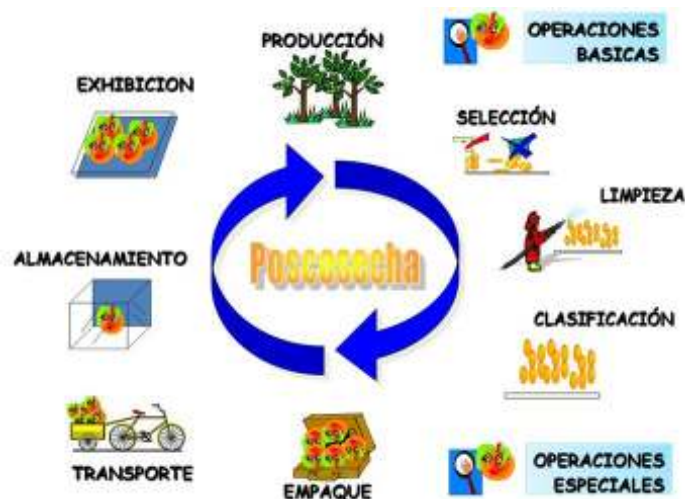 PRODUCCIÓN
OPERACIONES
BASICAS
EXHIBICION
SELECCIÓN
LIMPIEZA
Poscosecha
ALMACENAMIENTO
CLASIFICACIÓN
TRANSPORTE
EMPAQUE
OPERACIONES
ESPECIALES